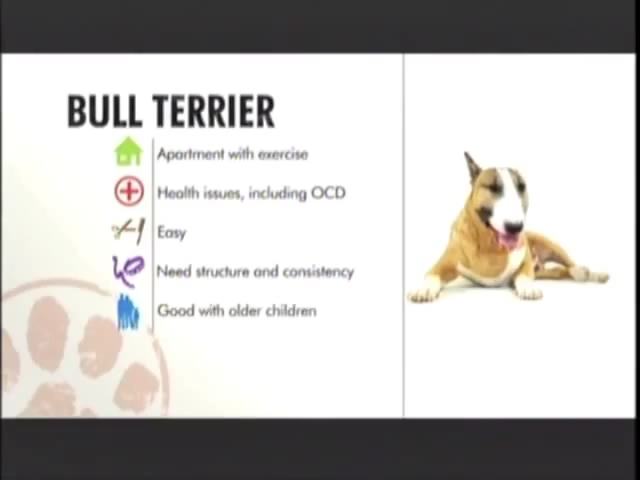 BULL TERRIER
Apartment with exercise
Health issues, including OCD
Easy
Need structure and consistency
Good with older children